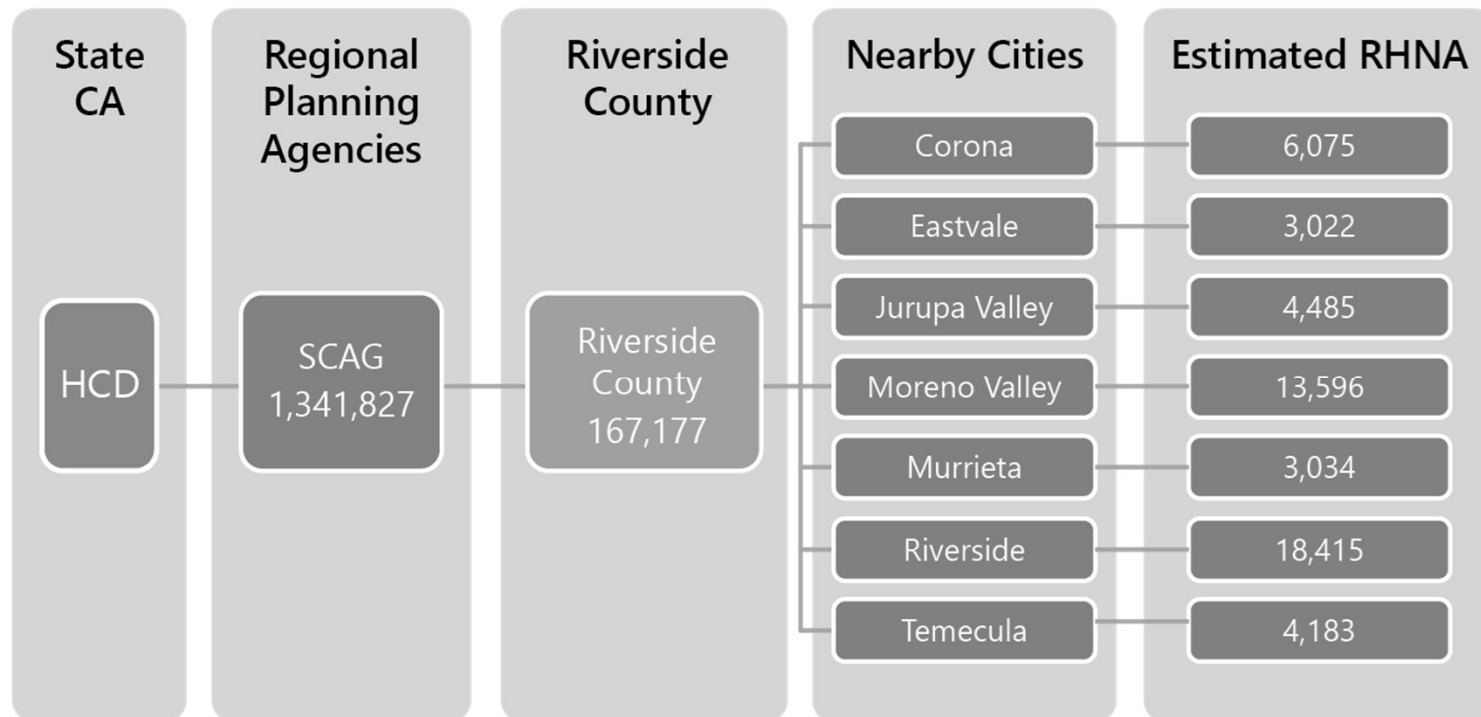 State
CA
HCD
Regional
Planning
Agencies
SCAG
1,341,827
Riverside
County
Riverside
County
167,177
Nearby Cities
Estimated RHNA
Corona
6,075
Eastvale
3,022
Jurupa Valley
4,485
Moreno Valley
13,596
Murrieta
3,034
Riverside
18,415
Temecula
4,183